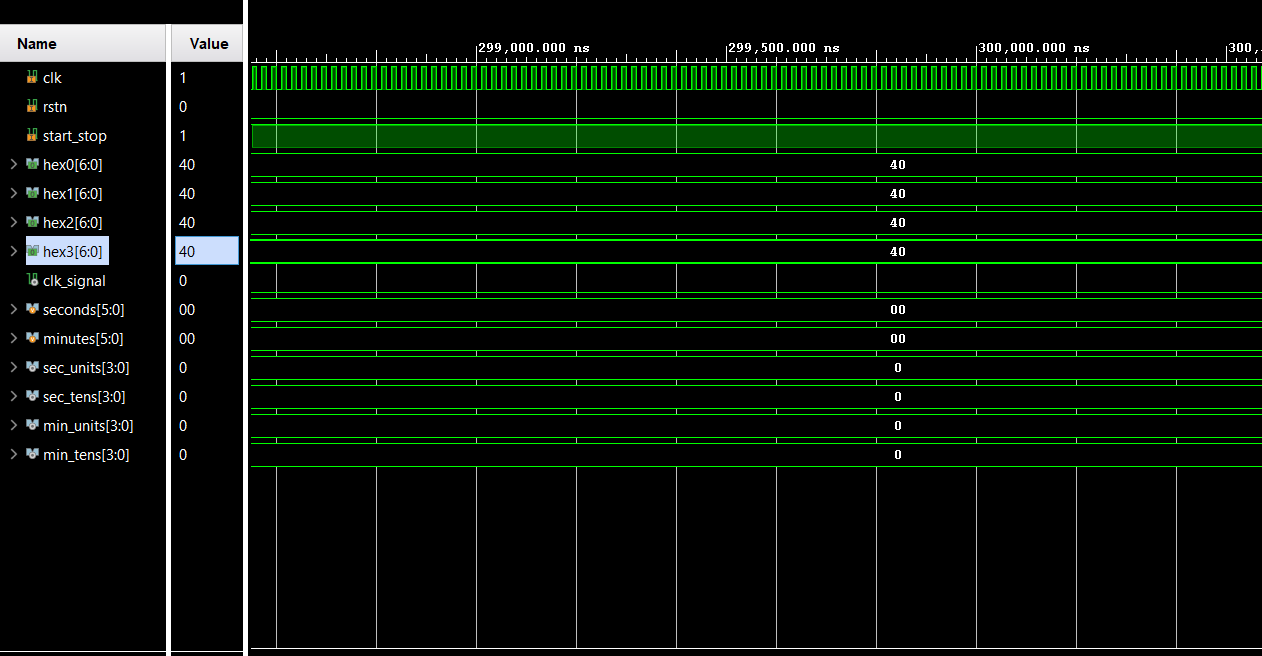 Name Value
299,000.000 ns 299,500.000 ns 300,000.000 ns 300,
clk 1
rstn 0
start_stop 1
hex0[6:0] 40 40
hex1[6:0] 40 40
hex2[6:0] 40 40
hex3[6:0] 40 40
clk_signal 0
seconds[5:0] 00 00
minutes[5:0] 00 00
sec_units[3:0] 0 0
sec_tens[3:0] 0 0
min_units[3:0] 0 0
min_tens[3:0] 0 0